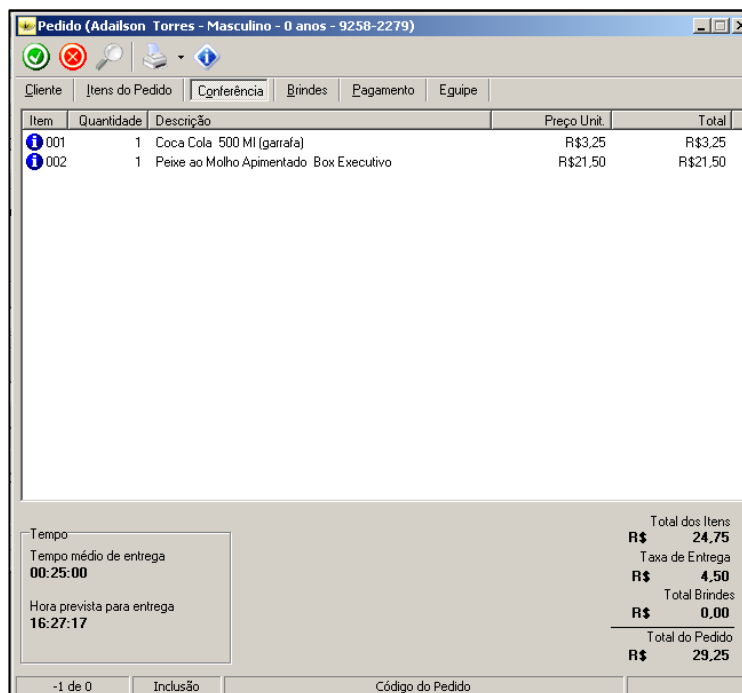 Pedido (Adailson Torres - Masculino - 0 anos - 9258-2279)
Cliente Itens do Pedido Conferência Brindes Pagamento Equipe
Item Quantidade Descrição Preço Unit. Total
001 1 Coca Cola 500 Ml (garrafa) R$3,25 R$3,25
002 1 Peixe ao Molho Apimentado Box Executivo R$21,50 R$21,50
Tempo
Tempo médio de entrega
00:25:00
Hora prevista para entrega
16:27:17
Total dos Itens
R$ 24,75
Taxa de Entrega
R$ 4,50
Total Brindes
R$ 0,00
Total do Pedido
R$ 29,25
-1 de 0 Inclusão Código do Pedido